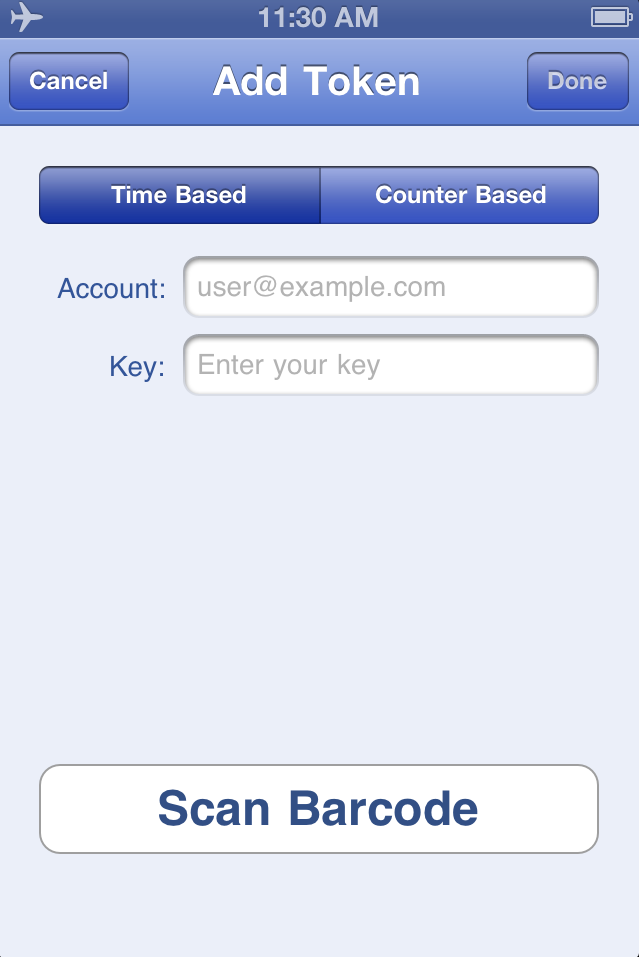 11:30 AM
Cancel Add Token Done
Time Based Counter Based
Account: user@example.com
Key: Enter your key
Scan Barcode